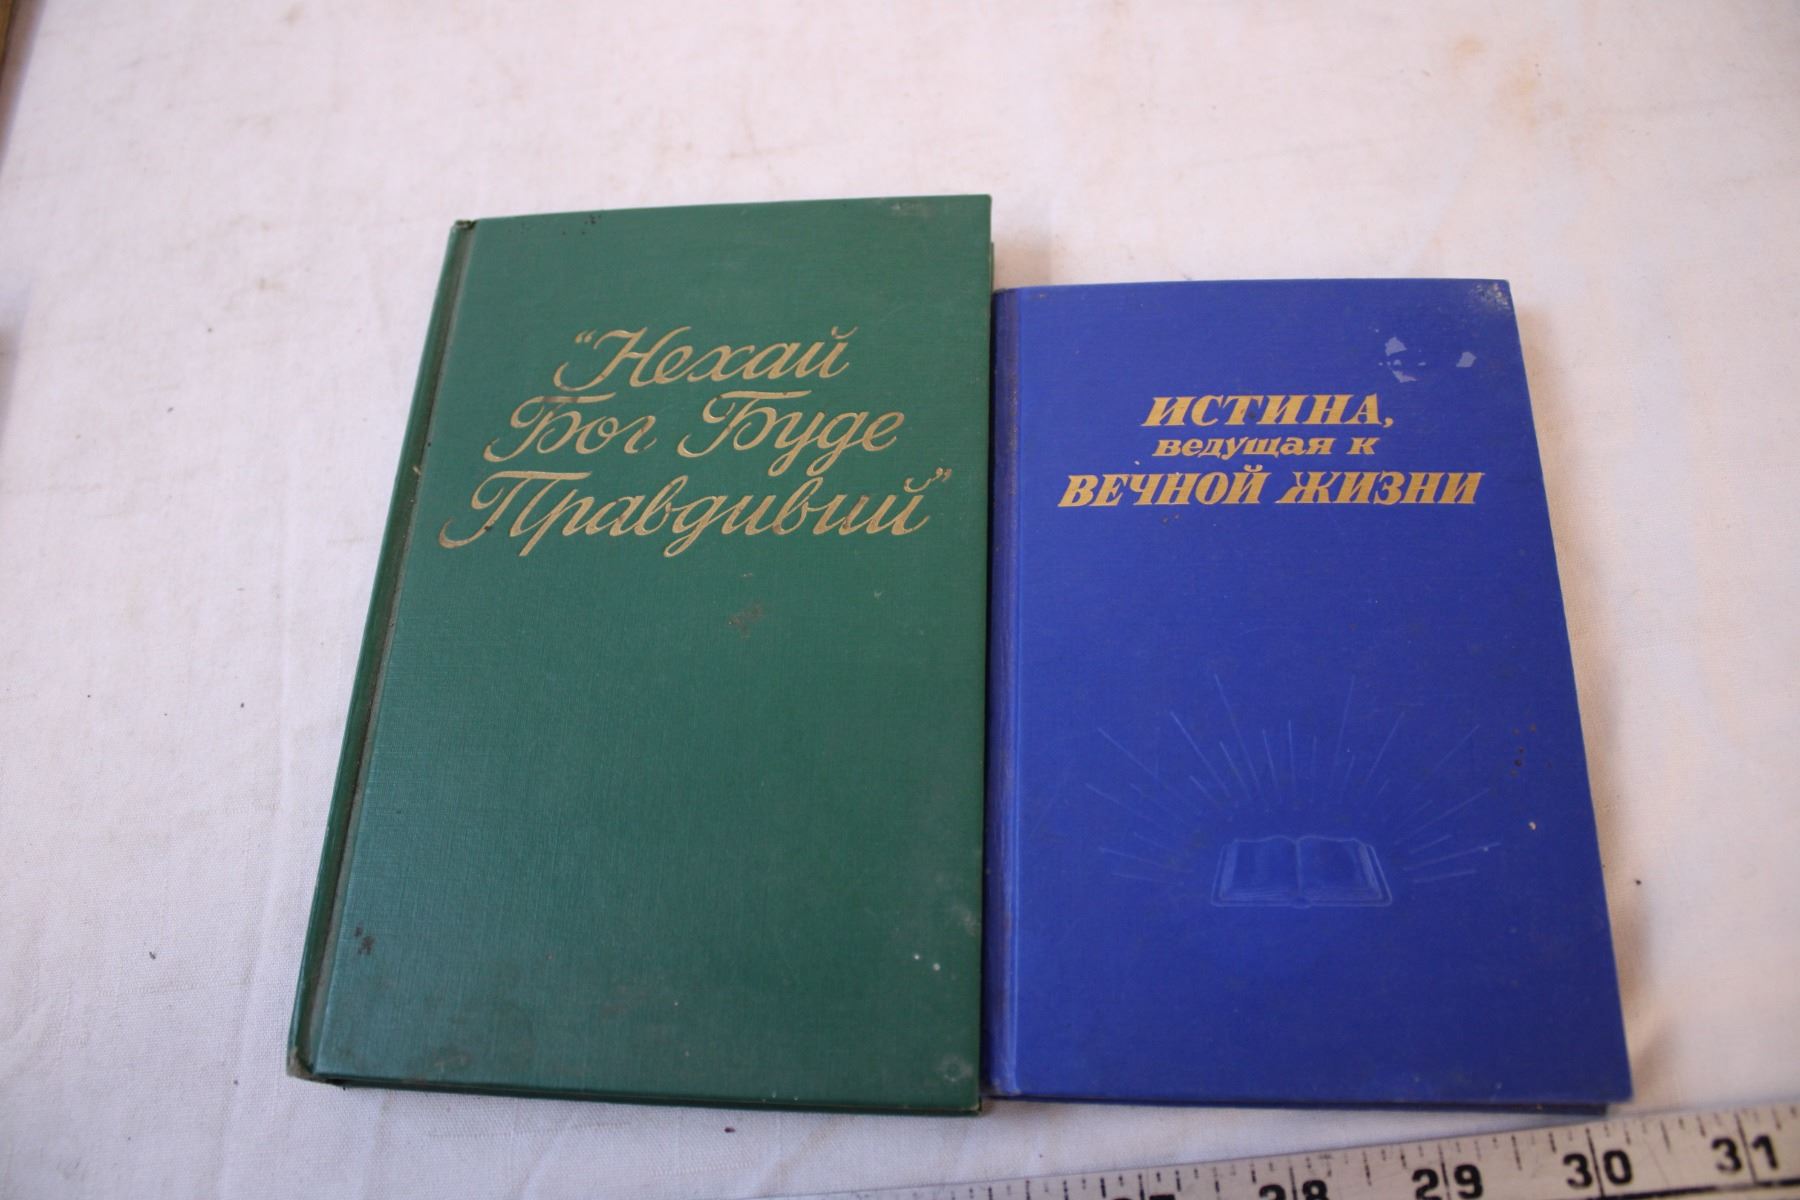 “Нехай
Бог Буде
Правдивий”
ИСТИНА,
ведущая к
ВЕЧНОЙ ЖИЗНИ
28 29 30 31